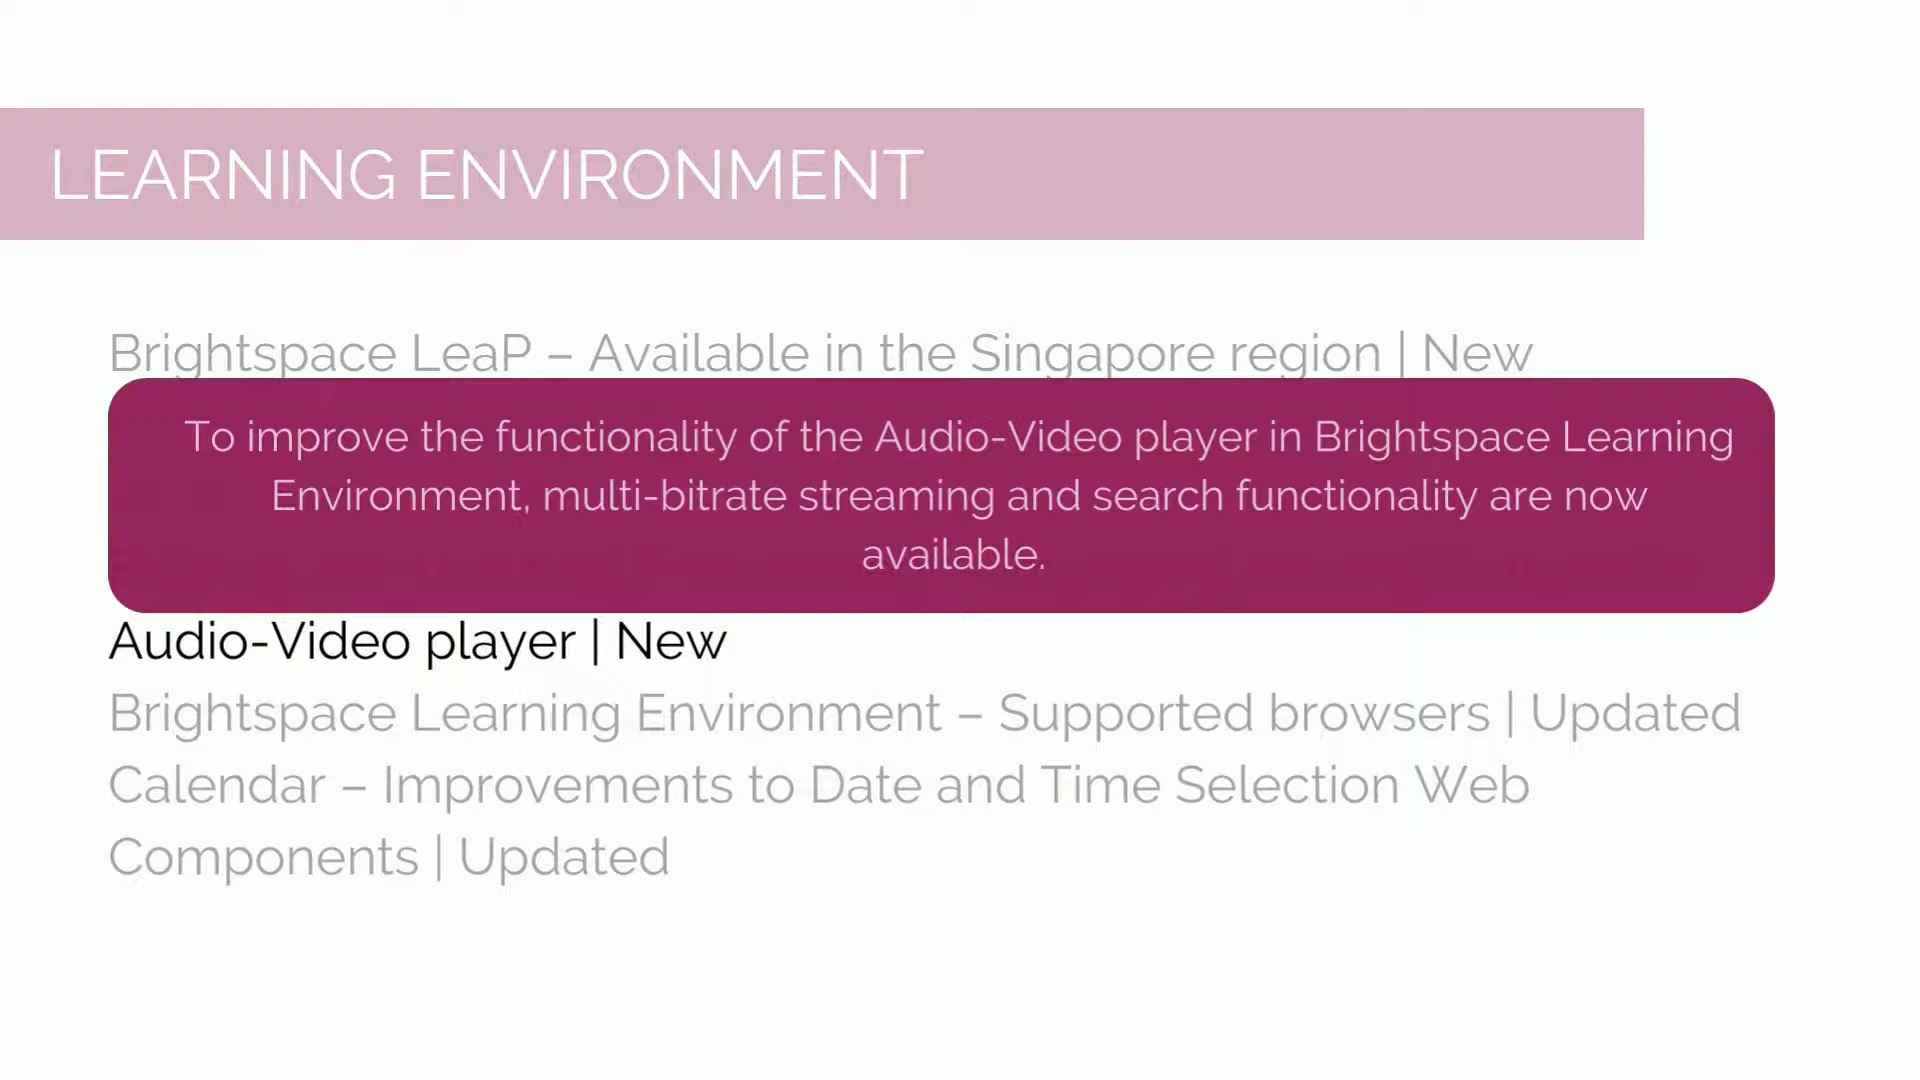 LEARNING ENVIRONMENT
Brightspace LeaP – Available in the Singapore region | New
To improve the functionality of the Audio-Video player in Brightspace Learning
Environment, multi-bitrate streaming and search functionality are now
available.
Audio-Video player | New
Brightspace Learning Environment – Supported browsers | Updated
Calendar – Improvements to Date and Time Selection Web
Components | Updated